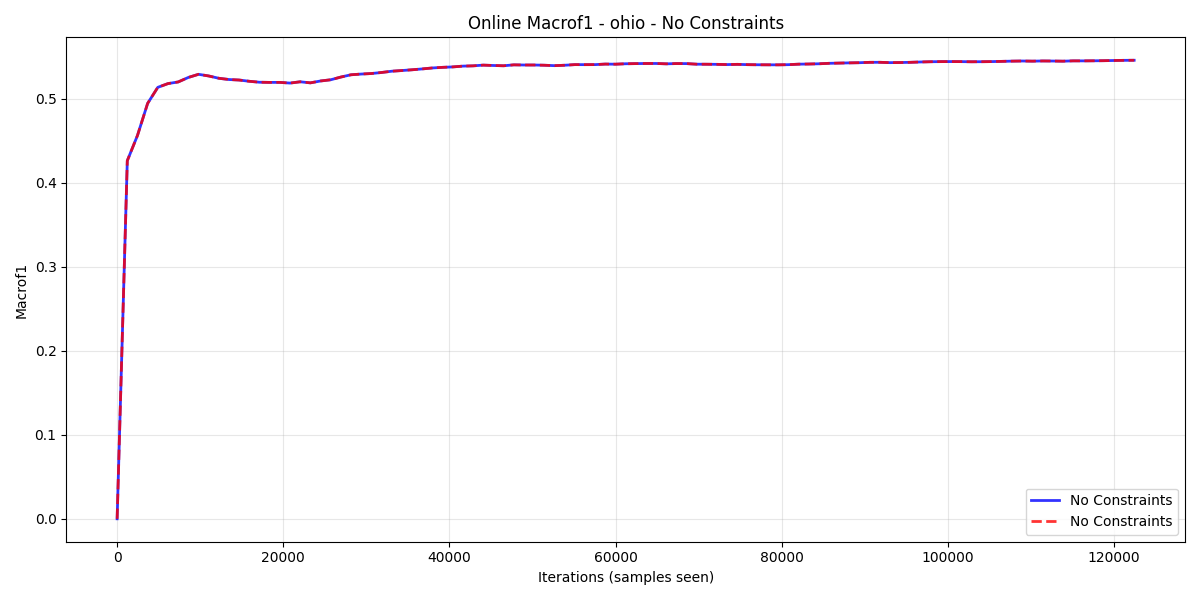 Online Macrof1 - ohio - No Constraints
Macrof1
0.5
0.4
0.3
0.2
0.1
0.0
0
20000
40000
60000
80000
100000
120000
Iterations (samples seen)
No Constraints
No Constraints